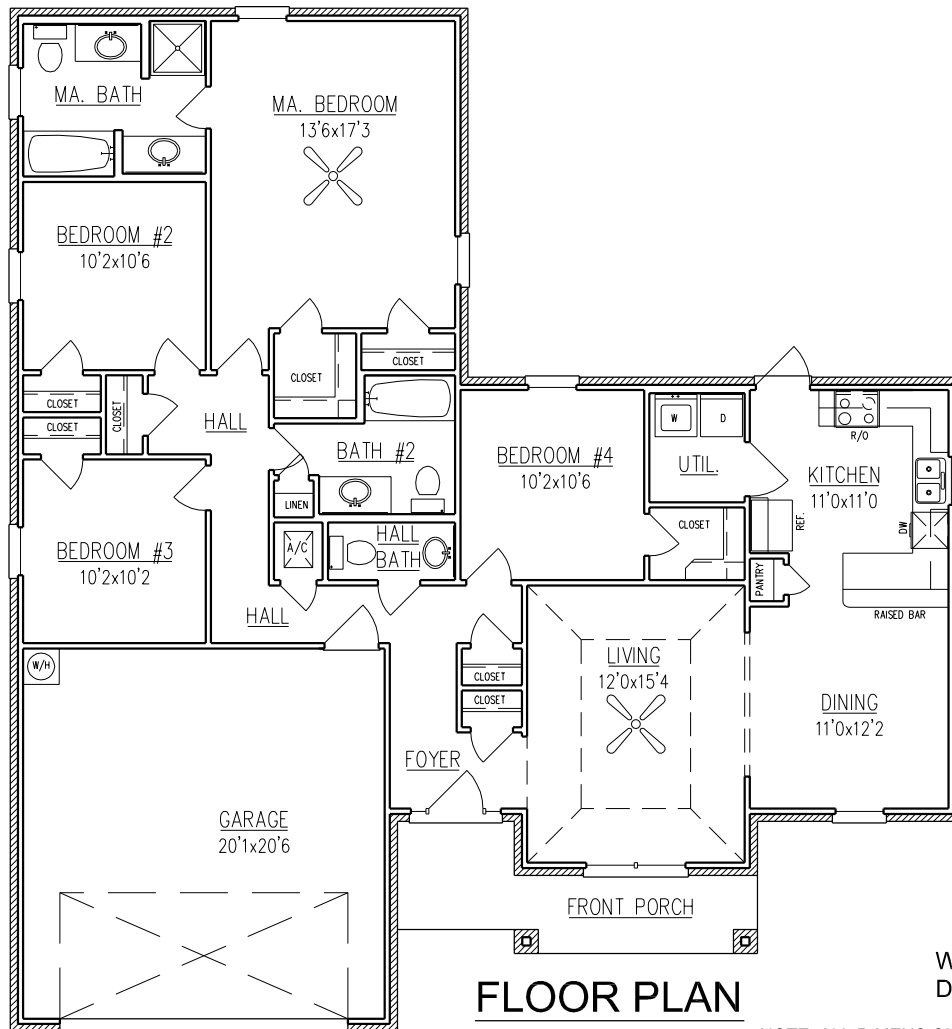 MA. BATH
MA. BEDROOM
13'6x17'3
BEDROOM #2
10'2x10'6
CLOSET
CLOSET
CLOSET
CLOSET
CLOSET
HALL
BATH #2
LINEN
BEDROOM #4
10'2x10'6
W
D
UTIL.
R/O
KITCHEN
11'0x11'0
REF.
DW
CLOSET
PANTRY
RAISED BAR
BEDROOM #3
10'2x10'2
A/C
HALL
BATH
HALL
W/H
CLOSET
CLOSET
LIVING
12'0x15'4
DINING
11'0x12'2
FOYER
GARAGE
20'1x20'6
FRONT PORCH
FLOOR PLAN
W
D